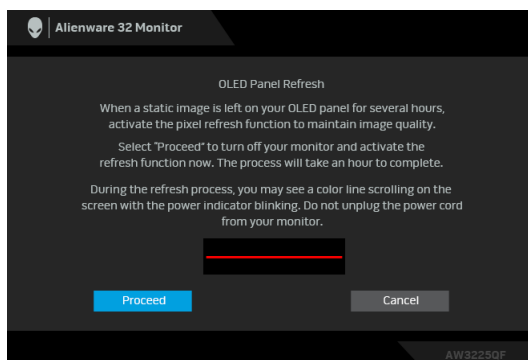 Alienware 32 Monitor
OLED Panel Refresh
When a static image is left on your OLED panel for several hours,
activate the pixel refresh function to maintain image quality.
Select "Proceed" to turn off your monitor and activate the
refresh function now. The process will take an hour to complete.
During the refresh process, you may see a color line scrolling on the
screen with the power indicator blinking. Do not unplug the power cord
from your monitor.
Proceed
Cancel
AW3225QF